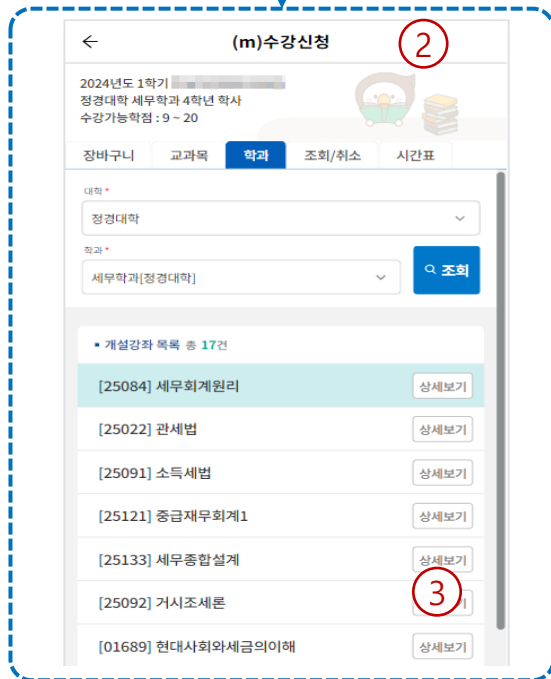 (m)수강신청
②
2024년도 1학기
정경대학 세무학과 4학년 학사
수강가능학점 : 9 ~ 20
장바구니 교과목 학과 조회/취소 시간표
대학 *
정경대학
학과 *
세무학과[정경대학]
조회
개설강좌 목록 총 17건
[25084] 세무회계원리 상세보기
[25022] 관세법 상세보기
[25091] 소득세법 상세보기
[25121] 중급재무회계1 상세보기
[25133] 세무종합설계 상세보기
[25092] 거시조세론
③
[01689] 현대사회와세금의이해 상세보기